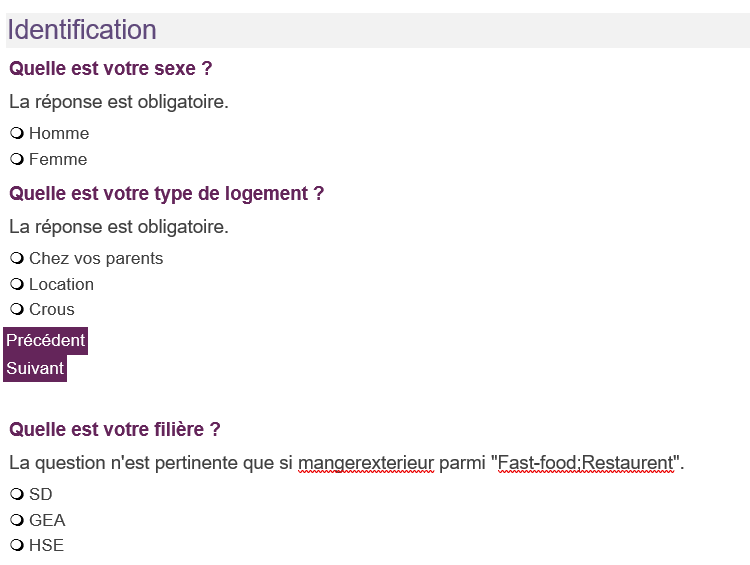 Identification
Quelle est votre sexe ?
La réponse est obligatoire.
Homme
Femme
Quelle est votre type de logement ?
La réponse est obligatoire.
Chez vos parents
Location
Crous
Précédent
Suivant
Quelle est votre filière ?
La question n'est pertinente que si mangerexterieur parmi "Fast-food;Restaurent".
SD
GEA
HSE